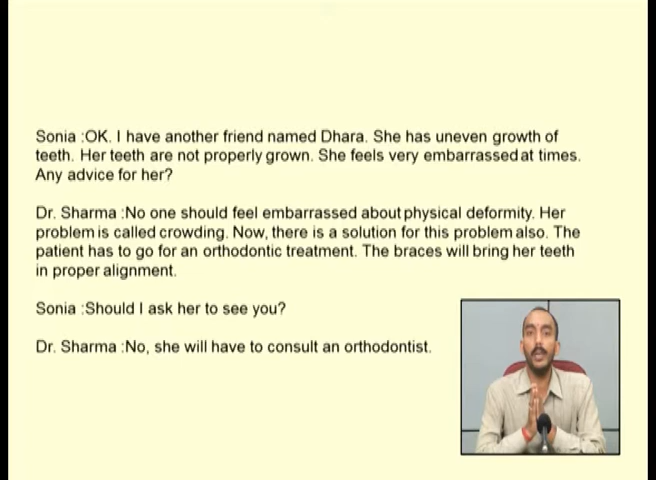 Sonia :OK. I have another friend named Dhara. She has uneven growth of
teeth. Her teeth are not properly grown. She feels very embarrassed at times.
Any advice for her?
Dr. Sharma :No one should feel embarrassed about physical deformity. Her
problem is called crowding. Now, there is a solution for this problem also. The
patient has to go for an orthodontic treatment. The braces will bring her teeth
in proper alignment.
Sonia :Should I ask her to see you?
Dr. Sharma :No, she will have to consult an orthodontist.